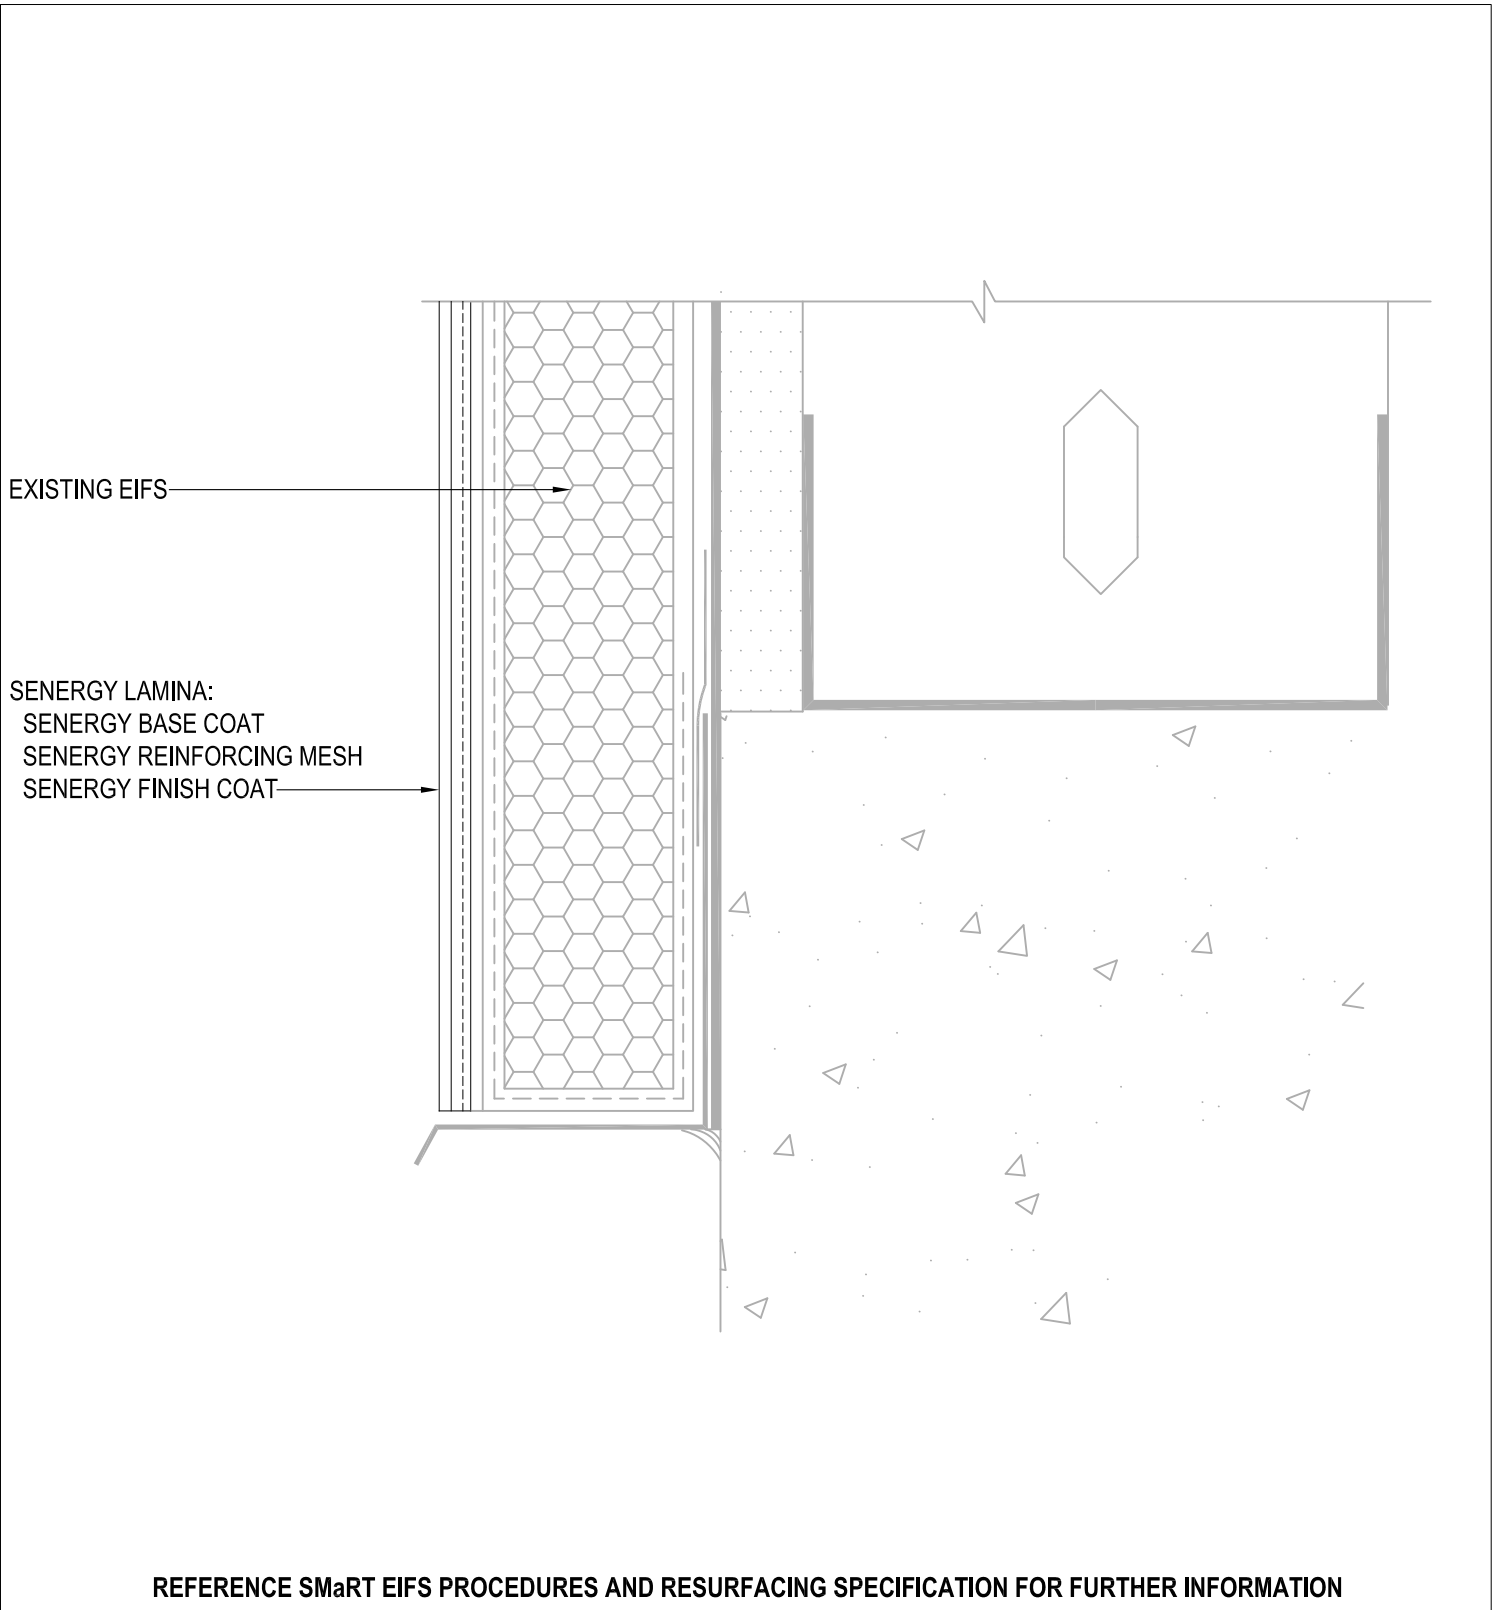 EXISTING EIFS
SENERGY LAMINA:
SENERGY BASE COAT
SENERGY REINFORCING MESH
SENERGY FINISH COAT
REFERENCE SMaRT EIFS PROCEDURES AND RESURFACING SPECIFICATION FOR FURTHER INFORMATION